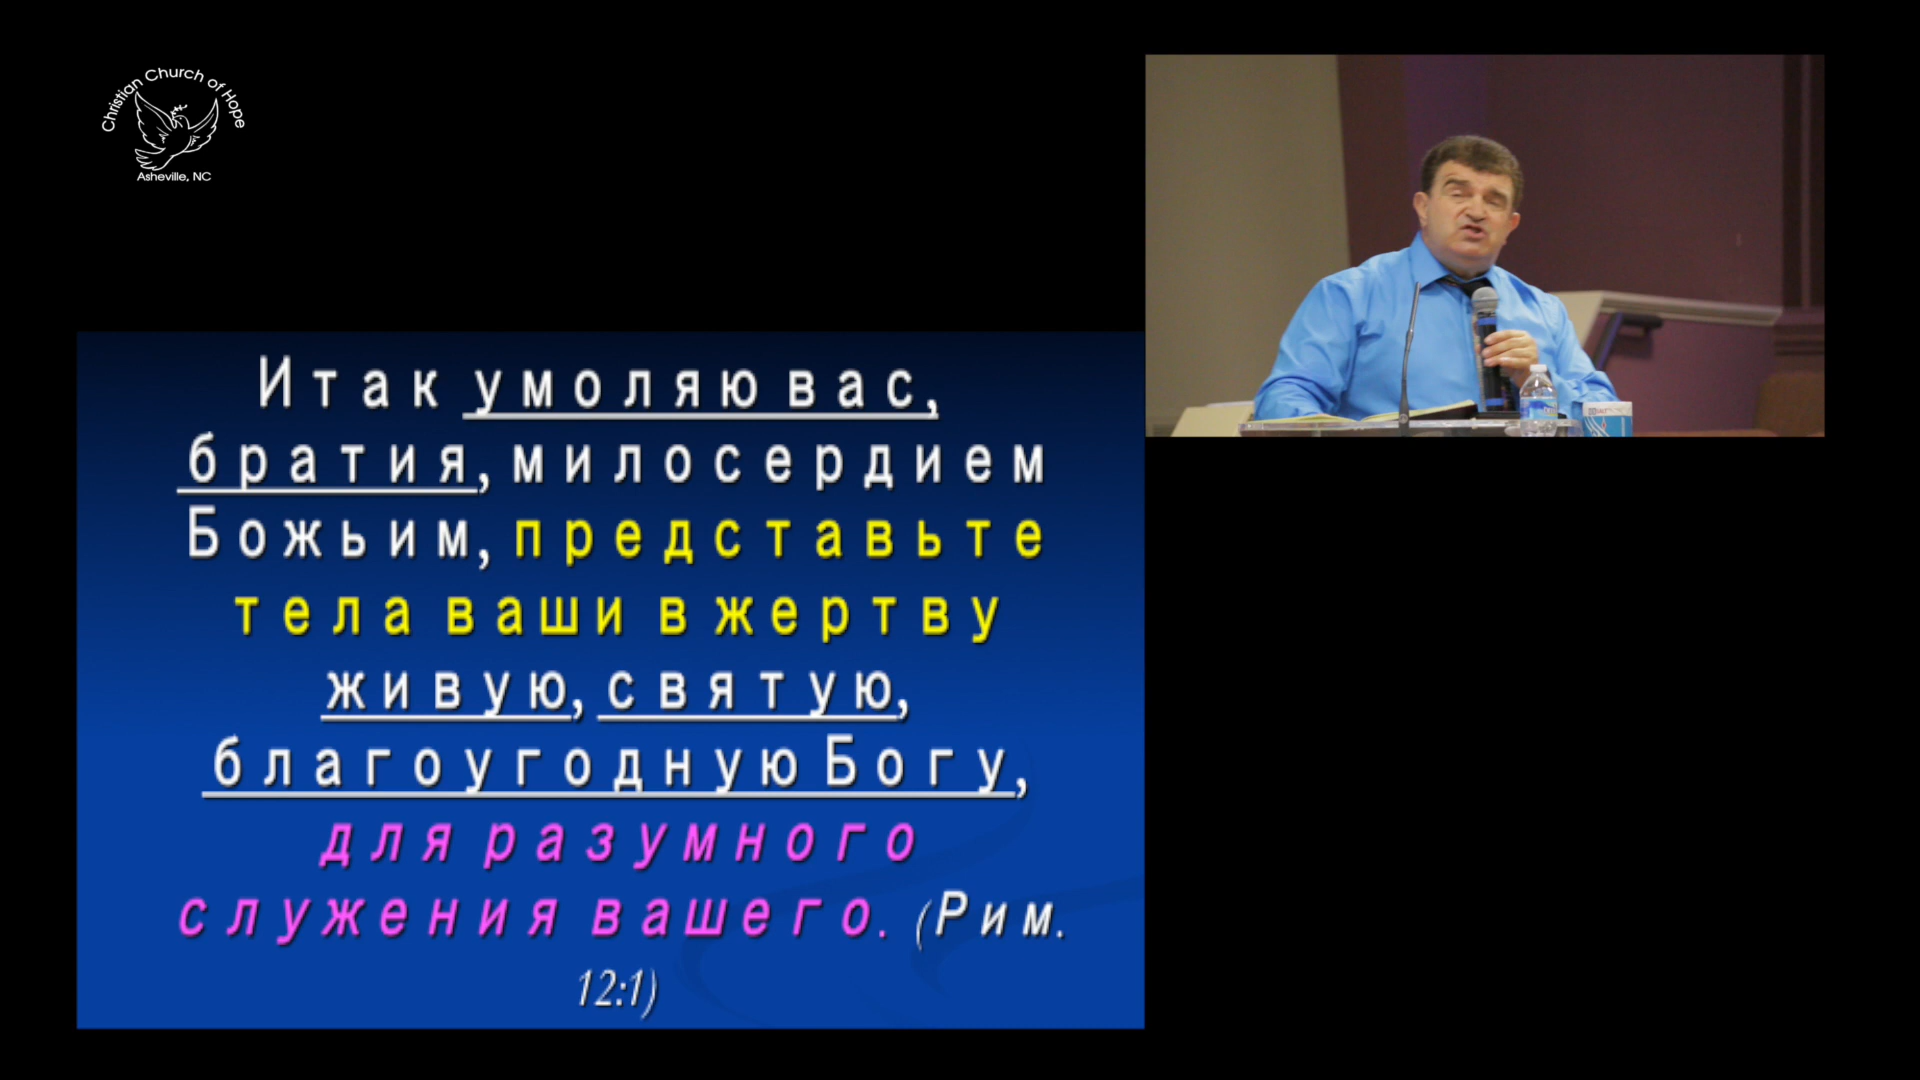 Christian Church of Hope
Asheville, NC
Итак умоляю вас,
братия, милосердием
Божьим, представьте
тела ваши в жертву
живую, святую,
благоугодную Богу,
для разумного
служения вашего. (Рим.
12:1)